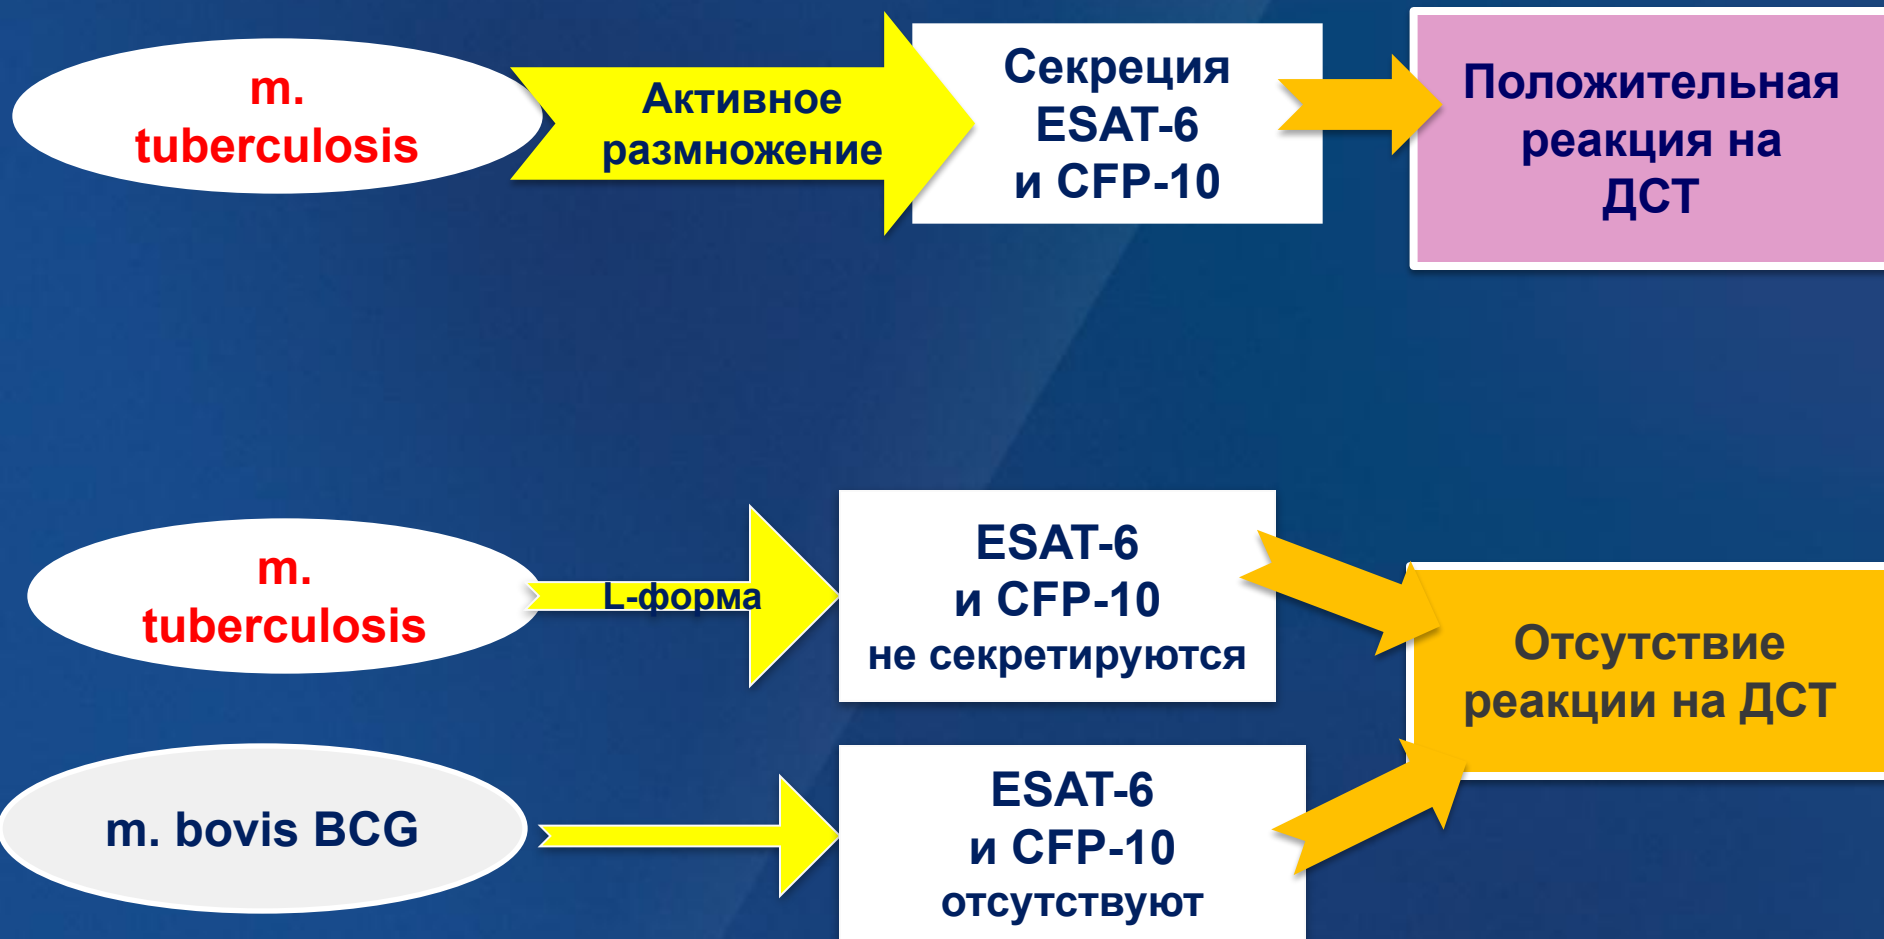 m.
tuberculosis
Активное
размножение
Секреция
ESAT-6
и CFP-10
Положительная
реакция на
ДСТ
m.
tuberculosis
L-форма
ESAT-6
и CFP-10
не секретируются
Отсутствие
реакции на ДСТ
m. bovis BCG
ESAT-6
и CFP-10
отсутствуют